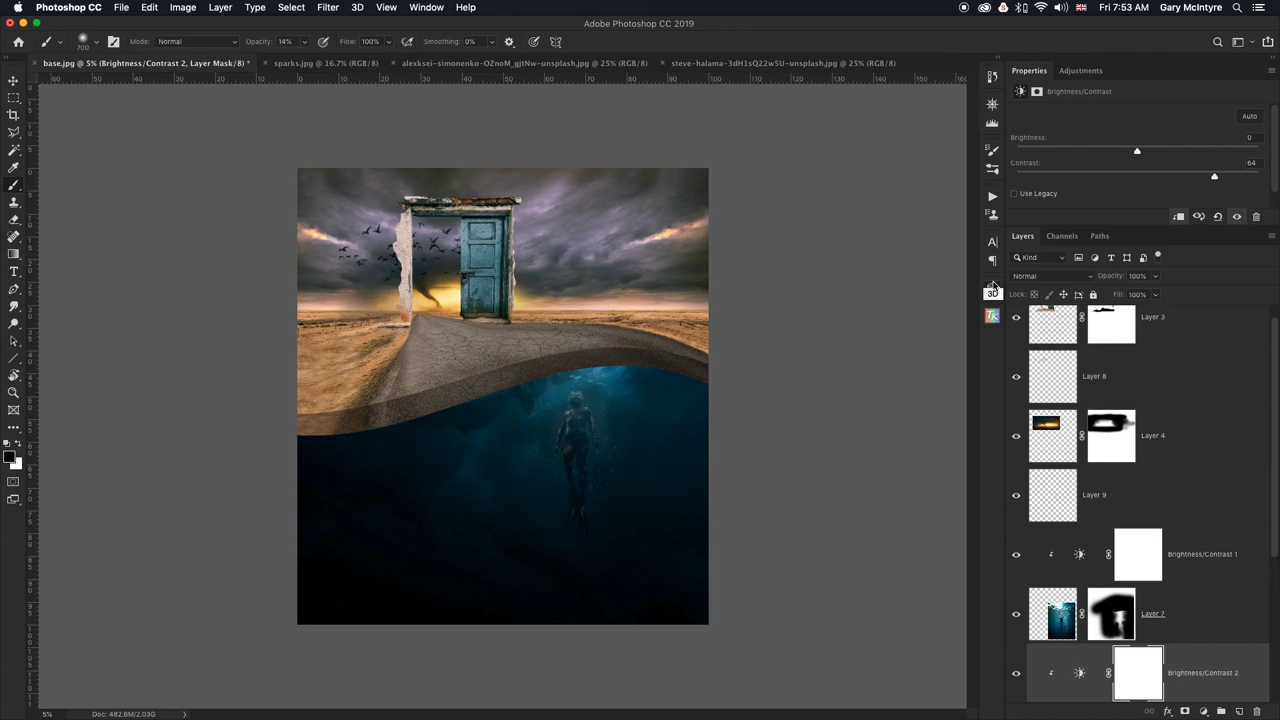 Photoshop File Edit Image Layer Type Select Filter 3D View Window Help
Fri 7:53 AM Gary McIntyre
Adobe Photoshop CC 2019
700 Mode: Normal Opacity: 14% Flow: 100% Smoothing: 0%
base.jpg @ 5% (Brightness/Contrast 2, Layer Mask/8) *
sparks.jpg @ 16.7% (RGB/8)
alexksei-simonenko-OZnoM_gjtNw-unsplash.jpg @ 25% (RGB/8)
steve-halama-3dH1sQ22w5U-unsplash.jpg @ 25% (RGB/8)
Properties Adjustments
Brightness/Contrast
Auto
Brightness: 0
Contrast: 64
Use Legacy
Layers Channels Paths
Kind
Normal Opacity: 100%
Lock: Fill: 100%
3D
TK
Layer 3
Layer 8
Layer 4
Layer 9
Brightness/Contrast 1
Layer 7
Brightness/Contrast 2
5% Doc: 482.6M/2.03G